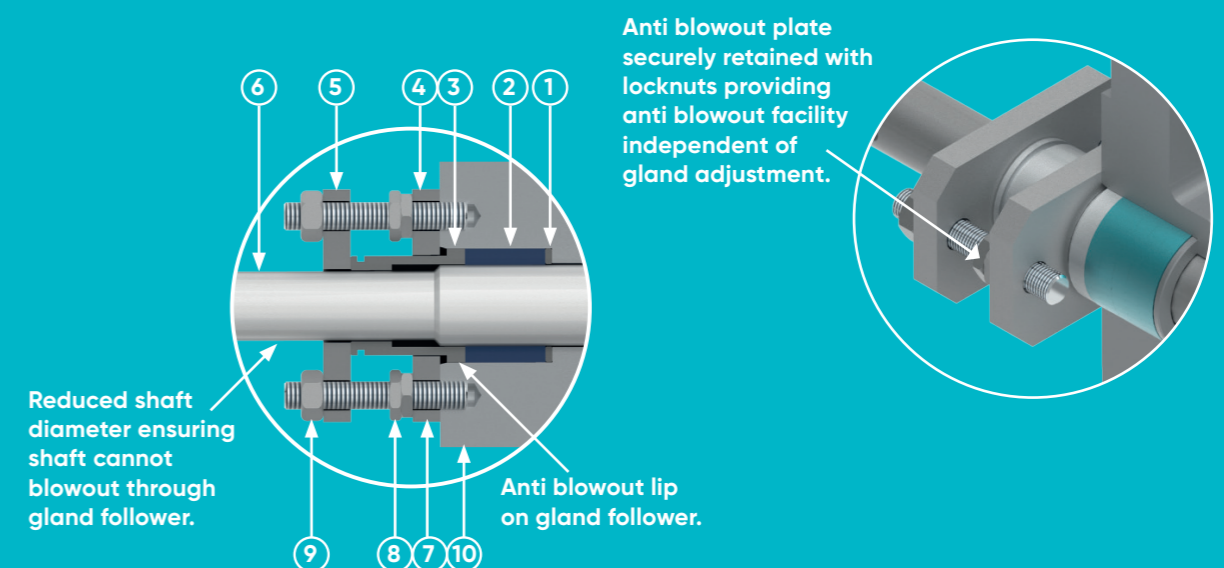 Anti blowout plate
securely retained with
locknuts providing
anti blowout facility
independent of
gland adjustment.
6 5 4 3 2 1
Reduced shaft
diameter ensuring
shaft cannot
blowout through
gland follower.
Anti blowout lip
on gland follower.
9 8 7 10